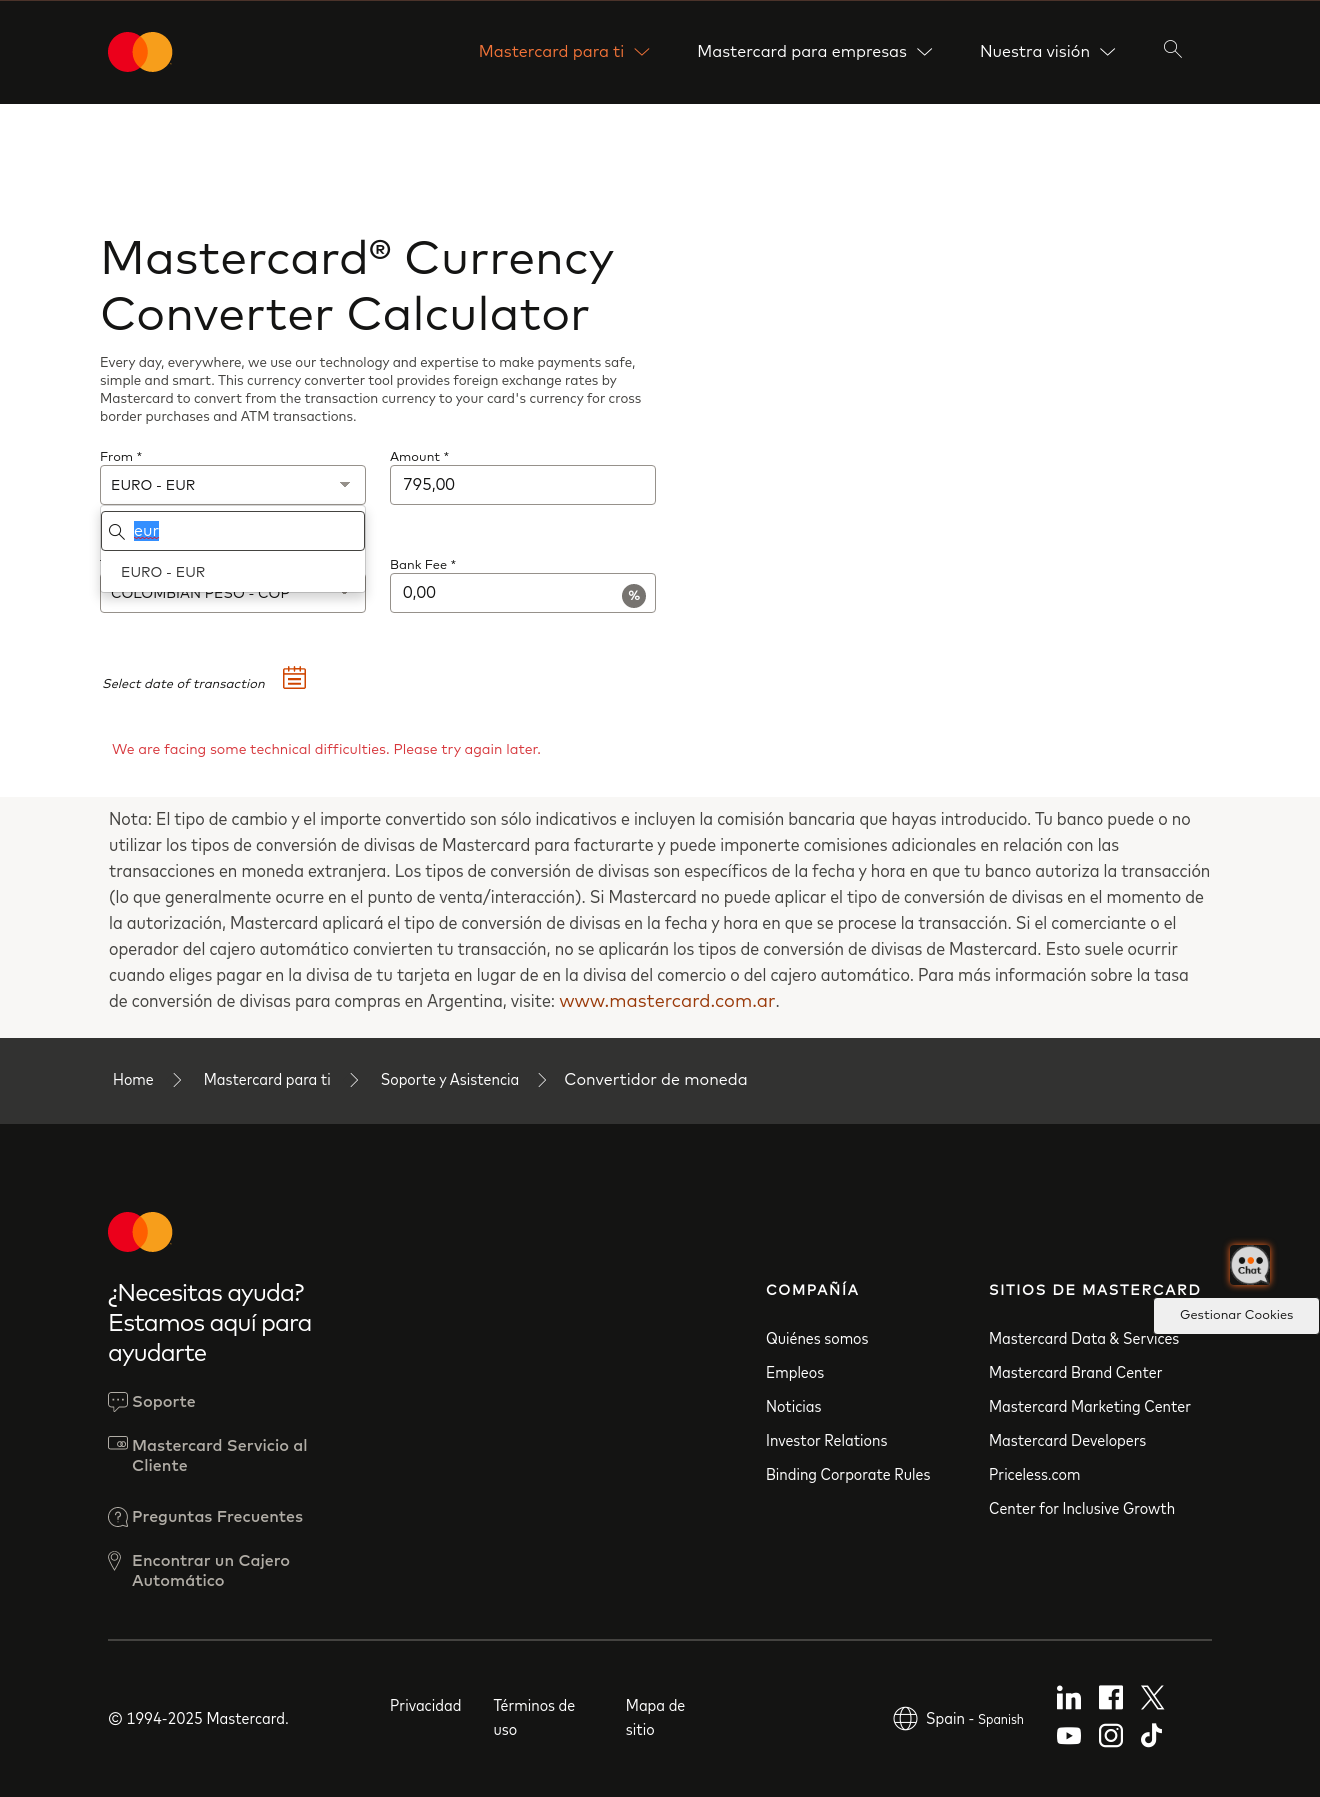 Mastercard para ti
Mastercard para empresas
Nuestra visión
Mastercard® Currency
Converter Calculator
Every day, everywhere, we use our technology and expertise to make payments safe,
simple and smart. This currency converter tool provides foreign exchange rates by
Mastercard to convert from the transaction currency to your card's currency for cross
border purchases and ATM transactions.
From *
Amount *
EURO - EUR
795,00
eur
EURO - EUR
Bank Fee *
COLOMBIAN PESO - COP
0,00
%
Select date of transaction
We are facing some technical difficulties. Please try again later.
Nota: El tipo de cambio y el importe convertido son sólo indicativos e incluyen la comisión bancaria que hayas introducido. Tu banco puede o no
utilizar los tipos de conversión de divisas de Mastercard para facturarte y puede imponerte comisiones adicionales en relación con las
transacciones en moneda extranjera. Los tipos de conversión de divisas son específicos de la fecha y hora en que tu banco autoriza la transacción
(lo que generalmente ocurre en el punto de venta/interacción). Si Mastercard no puede aplicar el tipo de conversión de divisas en el momento de
la autorización, Mastercard aplicará el tipo de conversión de divisas en la fecha y hora en que se procese la transacción. Si el comerciante o el
operador del cajero automático convierten tu transacción, no se aplicarán los tipos de conversión de divisas de Mastercard. Esto suele ocurrir
cuando eliges pagar en la divisa de tu tarjeta en lugar de en la divisa del comercio o del cajero automático. Para más información sobre la tasa
de conversión de divisas para compras en Argentina, visite: www.mastercard.com.ar.
Home
Mastercard para ti
Soporte y Asistencia
Convertidor de moneda
¿Necesitas ayuda?
Estamos aquí para
ayudarte
Soporte
Mastercard Servicio al
Cliente
Preguntas Frecuentes
Encontrar un Cajero
Automático
COMPAÑÍA
Quiénes somos
Empleos
Noticias
Investor Relations
Binding Corporate Rules
SITIOS DE MASTERCARD
Mastercard Data & Services
Mastercard Brand Center
Mastercard Marketing Center
Mastercard Developers
Priceless.com
Center for Inclusive Growth
Chat
Gestionar Cookies
© 1994-2025 Mastercard.
Privacidad
Términos de
uso
Mapa de
sitio
Spain - Spanish